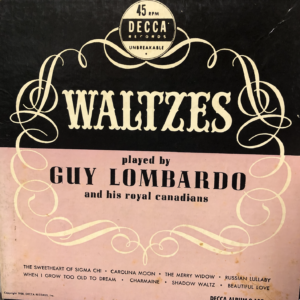 45 RPM
DECCA
RECORDS
UNBREAKABLE
WALTZES
played by
GUY LOMBARDO
and his royal canadians
THE SWEETHEART OF SIGMA CHI • CAROLINA MOON • THE MERRY WIDOW • RUSSIAN LULLABY
WHEN I GROW TOO OLD TO DREAM • CHARMAINE • SHADOW WALTZ • BEAUTIFUL LOVE
DECCA